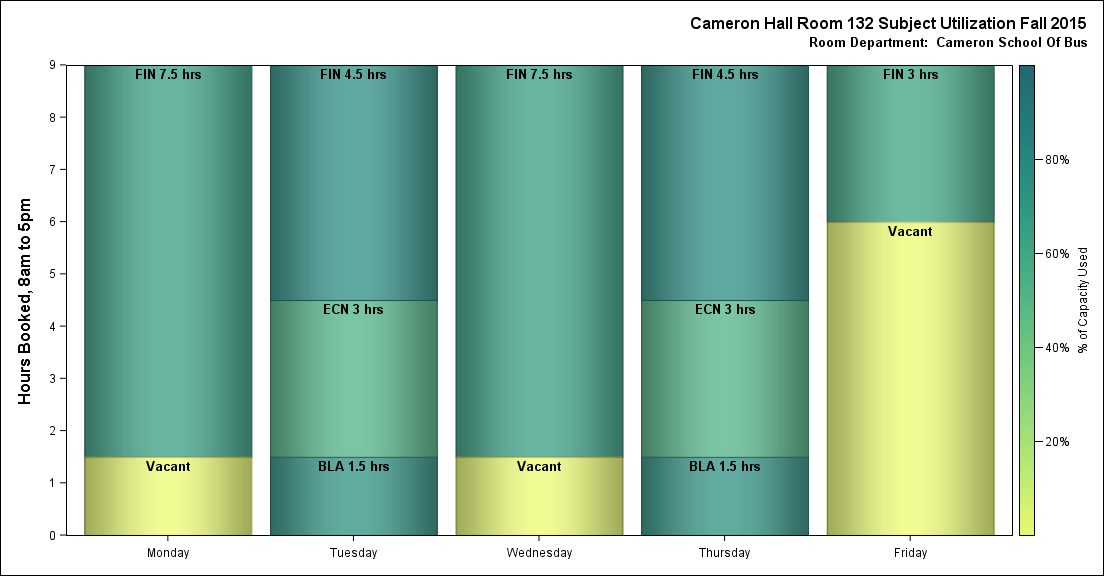 Cameron Hall Room 132 Subject Utilization Fall 2015
Room Department:  Cameron School Of Bus
Hours Booked, 8am to 5pm
9
8
7
6
5
4
3
2
1
0
FIN 7.5 hrs
Vacant
FIN 4.5 hrs
ECN 3 hrs
BLA 1.5 hrs
FIN 7.5 hrs
Vacant
FIN 4.5 hrs
ECN 3 hrs
BLA 1.5 hrs
FIN 3 hrs
Vacant
Monday
Tuesday
Wednesday
Thursday
Friday
80%
60%
40%
20%
% of Capacity Used